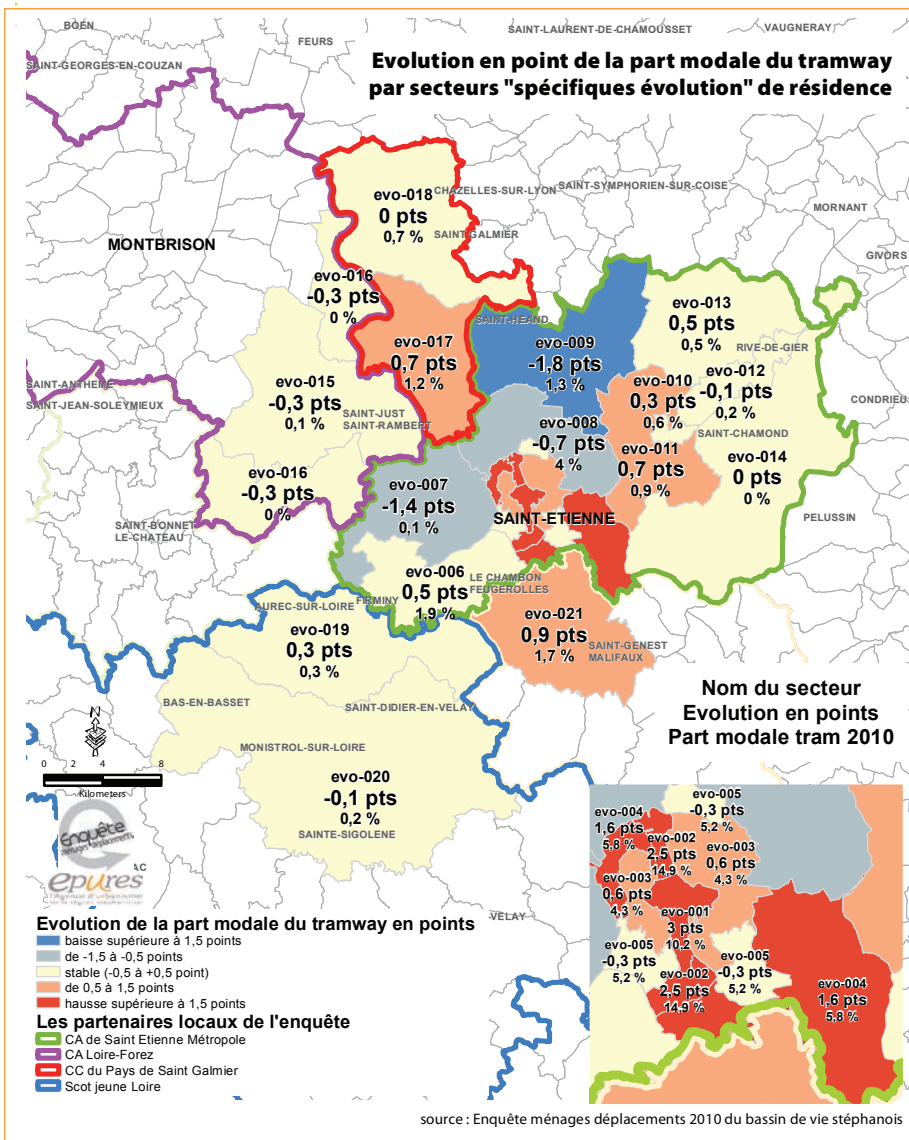 BOËN
FEURS
SAINT-LAURENT-DE-CHAMOUSSET
VAUGNERAY
SAINT-GEORGES-EN-COUZAN
Evolution en point de la part modale du tramway
par secteurs "spécifiques évolution" de résidence
evo-018
0 pts
0,7 %
CHAZELLES-SUR-LYON
SAINT-SYMPHORIEN-SUR-COISE
MORNANT
SAINT-GALMIER
MONTBRISON
GIVORS
evo-016
-0,3 pts
0 %
evo-017
0,7 pts
1,2 %
SAINT-HEAND
evo-009
-1,8 pts
1,3 %
evo-013
0,5 pts
0,5 %
RIVE-DE-GIER
evo-012
-0,1 pts
0,2 %
evo-010
0,3 pts
0,6 %
SAINT-ANTHEME
SAINT-JEAN-SOLEYMIEUX
evo-015
-0,3 pts
0,1 %
SAINT-JUST
SAINT-RAMBERT
CONDRIEU
evo-008
-0,7 pts
4 %
SAINT-CHAMOND
evo-011
0,7 pts
0,9 %
evo-014
0 pts
0 %
evo-016
-0,3 pts
0 %
evo-007
-1,4 pts
0,1 %
SAINT-ETIENNE
PELUSSIN
SAINT-BONNET
LE-CHATEAU
evo-006
0,5 pts
1,9 %
LE CHAMBON
FEUGEROLLES
FIRMINY
AUREC-SUR-LOIRE
evo-019
0,3 pts
0,3 %
evo-021
0,9 pts
1,7 %
SAINT-GENEST
MALIFAUX
BAS-EN-BASSET
SAINT-DIDIER-EN-VELAY
Nom du secteur
Evolution en points
Part modale tram 2010
N
MONISTROL-SUR-LOIRE
0 2 4 8
Kilometers
evo-020
-0,1 pts
0,2 %
SAINTE-SIGOLENE
Enquête
ménages déplacements
AC
epures
l'agence d'urbanisme
VELAY
evo-005
-0,3 pts
5,2 %
evo-004
1,6 pts
5,8 %
evo-002
2,5 pts
14,9 %
evo-003
0,6 pts
4,3 %
evo-003
0,6 pts
4,3 %
evo-001
3 pts
10,2 %
evo-005
-0,3 pts
5,2 %
evo-005
-0,3 pts
5,2 %
evo-002
2,5 pts
14,9 %
evo-004
1,6 pts
5,8 %
Evolution de la part modale du tramway en points
baisse supérieure à 1,5 points
de -1,5 à -0,5 points
stable (-0,5 à +0,5 point)
de 0,5 à 1,5 points
hausse supérieure à 1,5 points
Les partenaires locaux de l'enquête
CA de Saint Etienne Métropole
CA Loire-Forez
CC du Pays de Saint Galmier
Scot jeune Loire
source : Enquête ménages déplacements 2010 du bassin de vie stéphanois